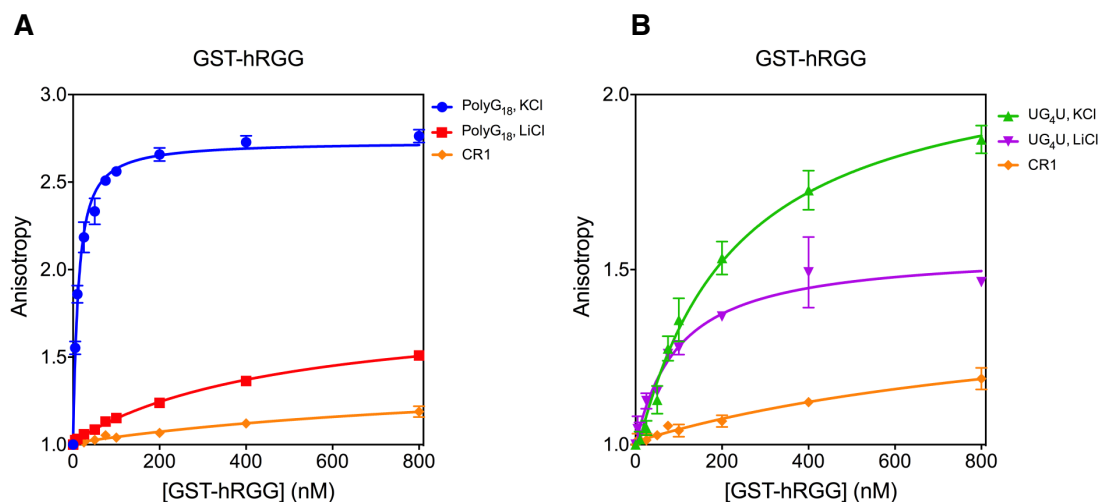 A
GST-hRGG
3.0
2.5
2.0
1.5
1.0
0
200
400
600
800
Anisotropy
[GST-hRGG] (nM)
PolyG₁₈, KCl
PolyG₁₈, LiCl
CR1
B
GST-hRGG
2.0
1.5
1.0
0
200
400
600
800
Anisotropy
[GST-hRGG] (nM)
UG₄U, KCl
UG₄U, LiCl
CR1